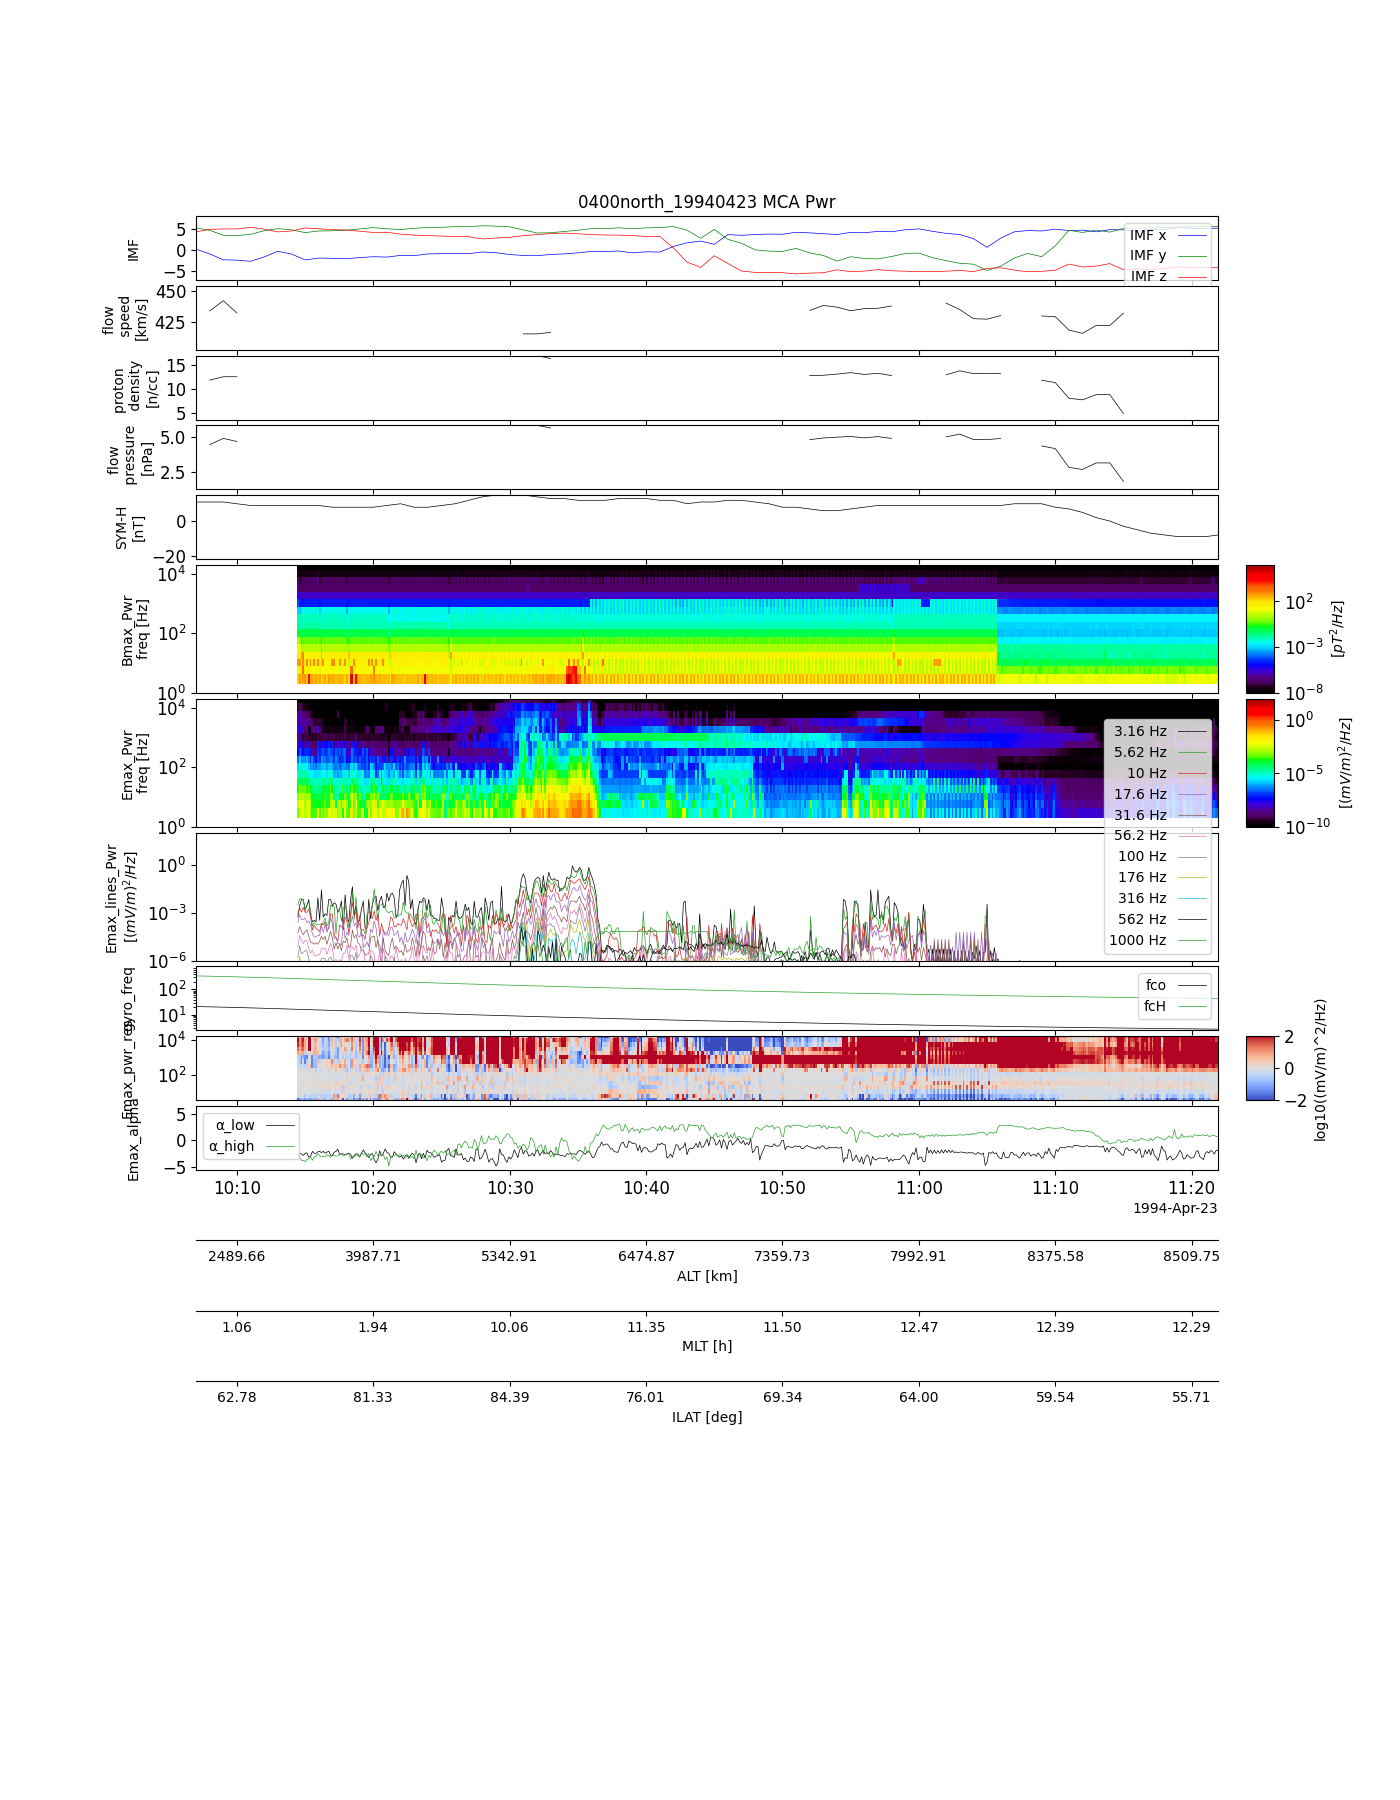 0400north_19940423 MCA Pwr
IMF
5
0
−5
IMF x
IMF y
IMF z
flow
speed
[km/s]
450
425
proton
density
[n/cc]
15
10
5
flow
pressure
[nPa]
5.0
2.5
SYM-H
[nT]
0
−20
Bmax_Pwr
freq [Hz]
10^4
10^2
10^0
10^2
10^−3
10^−8
[pT^2/Hz]
Emax_Pwr
freq [Hz]
10^4
10^2
10^0
10^0
10^−5
10^−10
[(mV/m)^2/Hz]
3.16 Hz
5.62 Hz
10 Hz
17.6 Hz
31.6 Hz
56.2 Hz
100 Hz
176 Hz
316 Hz
562 Hz
1000 Hz
Emax_lines_Pwr
[(mV/m)^2/Hz]
10^0
10^−3
10^−6
gyro_freq
10^2
10^1
fco
fcH
Emax_pwr_res
10^4
10^2
2
0
−2
log10((mV/m)^2/Hz)
Emax_alpha
5
0
−5
α_low
α_high
10:10 10:20 10:30 10:40 10:50 11:00 11:10 11:20
1994-Apr-23
2489.66 3987.71 5342.91 6474.87 7359.73 7992.91 8375.58 8509.75
ALT [km]
1.06 1.94 10.06 11.35 11.50 12.47 12.39 12.29
MLT [h]
62.78 81.33 84.39 76.01 69.34 64.00 59.54 55.71
ILAT [deg]